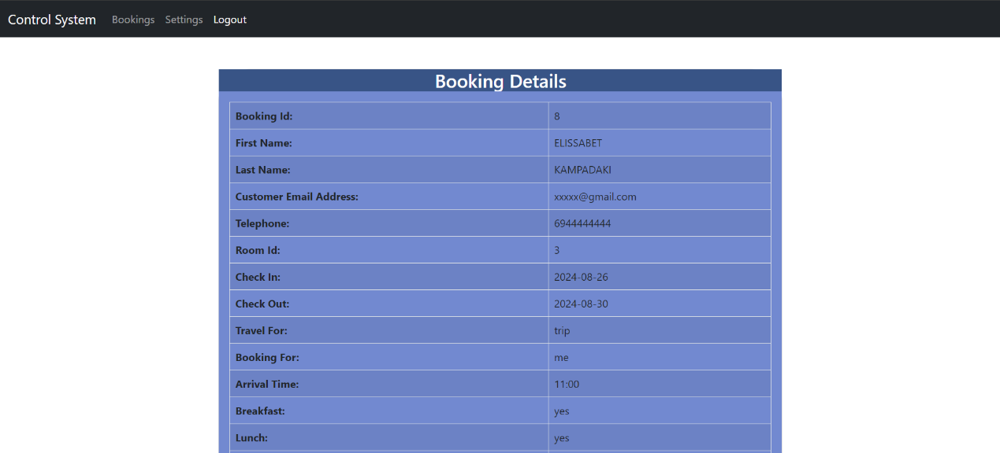 Control System Bookings Settings Logout
Booking Details
Booking Id: 8
First Name: ELISSABET
Last Name: KAMPADAKI
Customer Email Address: xxxxx@gmail.com
Telephone: 6944444444
Room Id: 3
Check In: 2024-08-26
Check Out: 2024-08-30
Travel For: trip
Booking For: me
Arrival Time: 11:00
Breakfast: yes
Lunch: yes